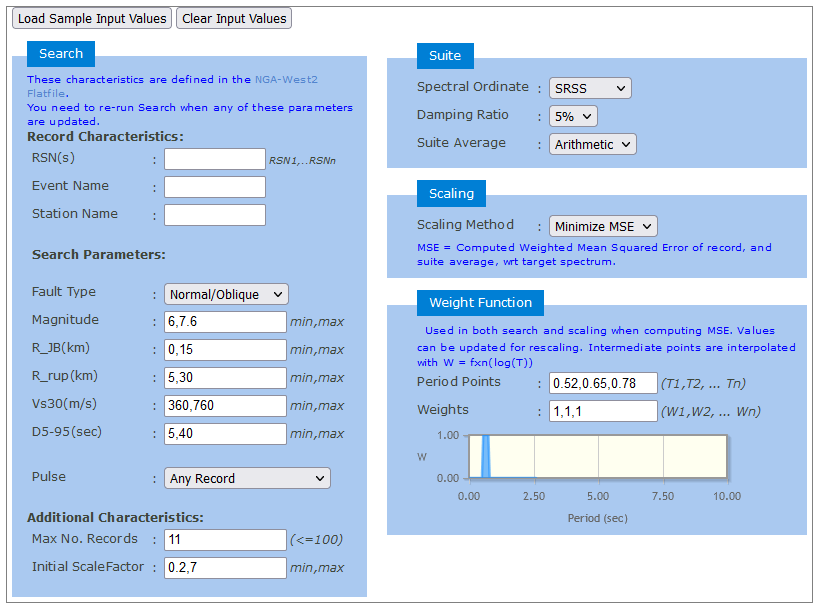 Load Sample Input Values Clear Input Values
Search
These characteristics are defined in the NGA-West2
Flatfile.
You need to re-run Search when any of these parameters
are updated.
Record Characteristics:
RSN(s) : RSN1,..RSNn
Event Name :
Station Name :
Search Parameters:
Fault Type : Normal/Oblique
Magnitude : 6,7.6 min,max
R_JB(km) : 0,15 min,max
R_rup(km) : 5,30 min,max
Vs30(m/s) : 360,760 min,max
D5-95(sec) : 5,40 min,max
Pulse : Any Record
Additional Characteristics:
Max No. Records : 11 (<=100)
Initial ScaleFactor : 0.2,7 min,max
Suite
Spectral Ordinate : SRSS
Damping Ratio : 5%
Suite Average : Arithmetic
Scaling
Scaling Method : Minimize MSE
MSE = Computed Weighted Mean Squared Error of record, and
suite average, wrt target spectrum.
Weight Function
Used in both search and scaling when computing MSE. Values
can be updated for rescaling. Intermediate points are interpolated
with W = fxn(log(T))
Period Points : 0.52,0.65,0.78 (T1,T2, ... Tn)
Weights : 1,1,1 (W1,W2, ... Wn)
1.00
W
0.00
0.00 2.50 5.00 7.50 10.00
Period (sec)